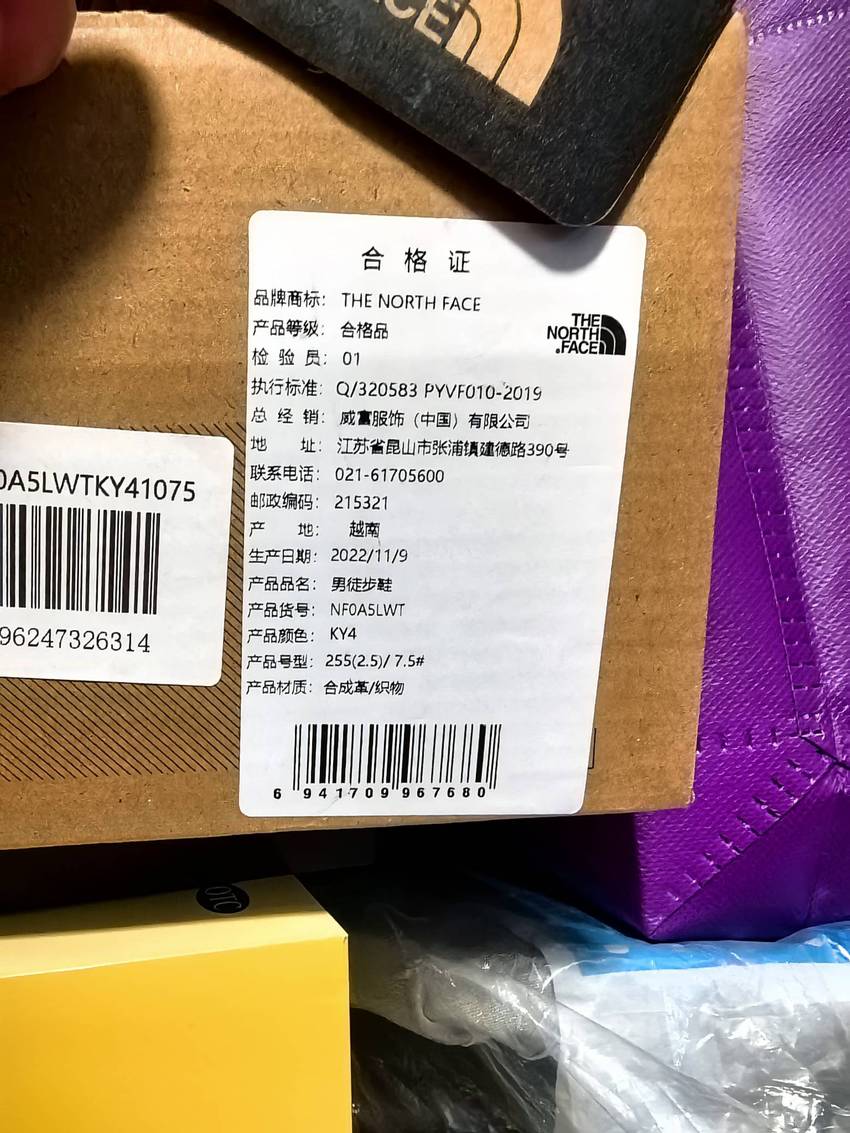 FACE
合格证
品牌商标： THE NORTH FACE
产品等级： 合格品
THE
NORTH
FACE
检验员： 01
执行标准： Q/320583 PYVF010-2019
总经销： 威富服饰（中国）有限公司
地址： 江苏省昆山市张浦镇建德路390号
联系电话： 021-61705600
邮政编码： 215321
产地： 越南
生产日期： 2022/11/9
产品品名： 男徒步鞋
产品货号： NF0A5LWT
产品颜色： KY4
产品号型： 255(2.5)/ 7.5#
产品材质： 合成革/织物
6 941709 967680
0A5LWTKY41075
96247326314
OTC